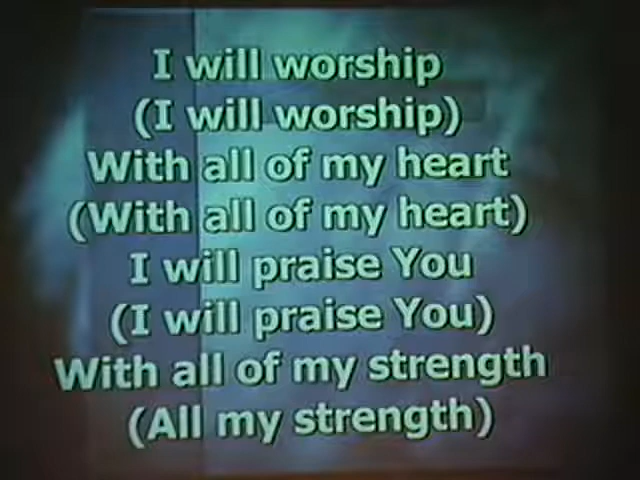 I will worship
(I will worship)
With all of my heart
(With all of my heart)
I will praise You
(I will praise You)
With all of my strength
(All my strength)